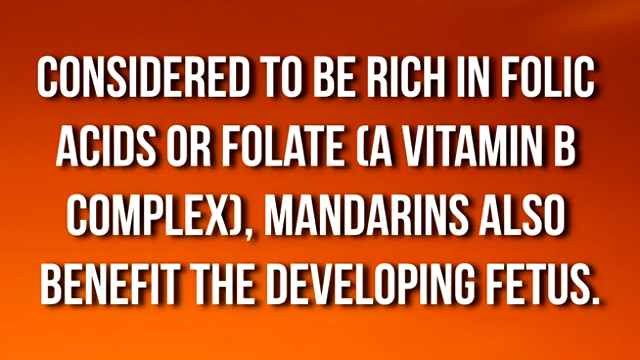 CONSIDERED TO BE RICH IN FOLIC
ACIDS OR FOLATE (A VITAMIN B
COMPLEX), MANDARINS ALSO
BENEFIT THE DEVELOPING FETUS.